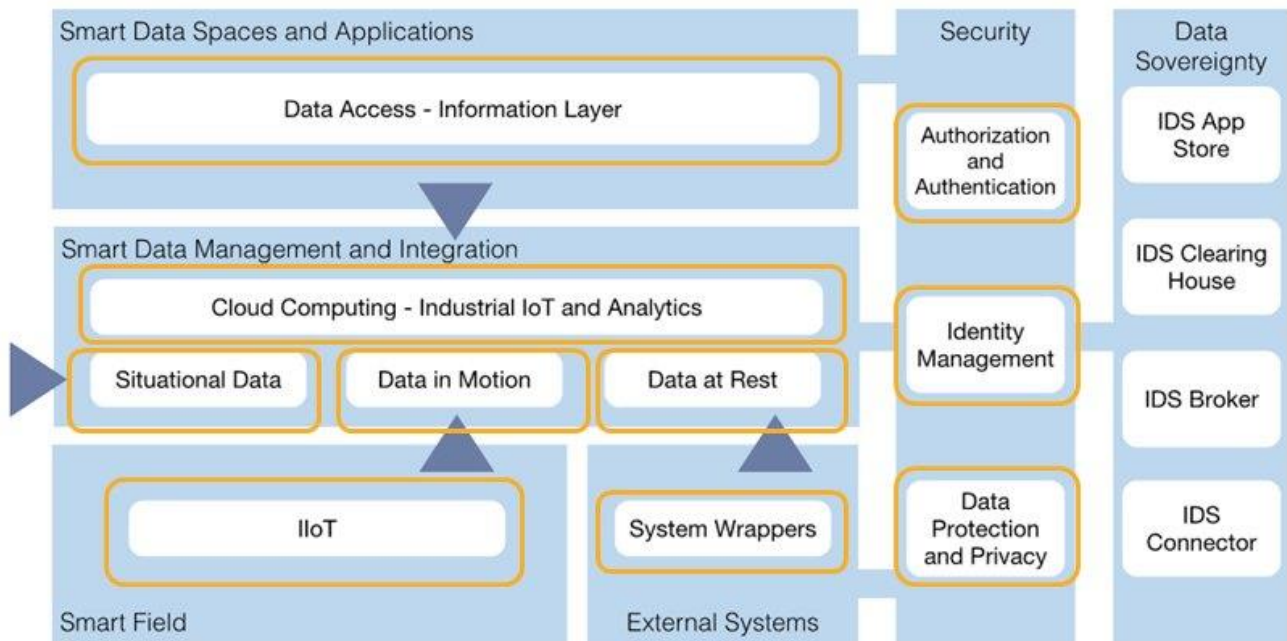 Smart Data Spaces and Applications
Data Access - Information Layer
Smart Data Management and Integration
Cloud Computing - Industrial IoT and Analytics
Situational Data
Data in Motion
Data at Rest
IIoT
Smart Field
System Wrappers
External Systems
Security
Authorization
and
Authentication
Identity
Management
Data
Protection
and Privacy
Data
Sovereignty
IDS App
Store
IDS Clearing
House
IDS Broker
IDS
Connector